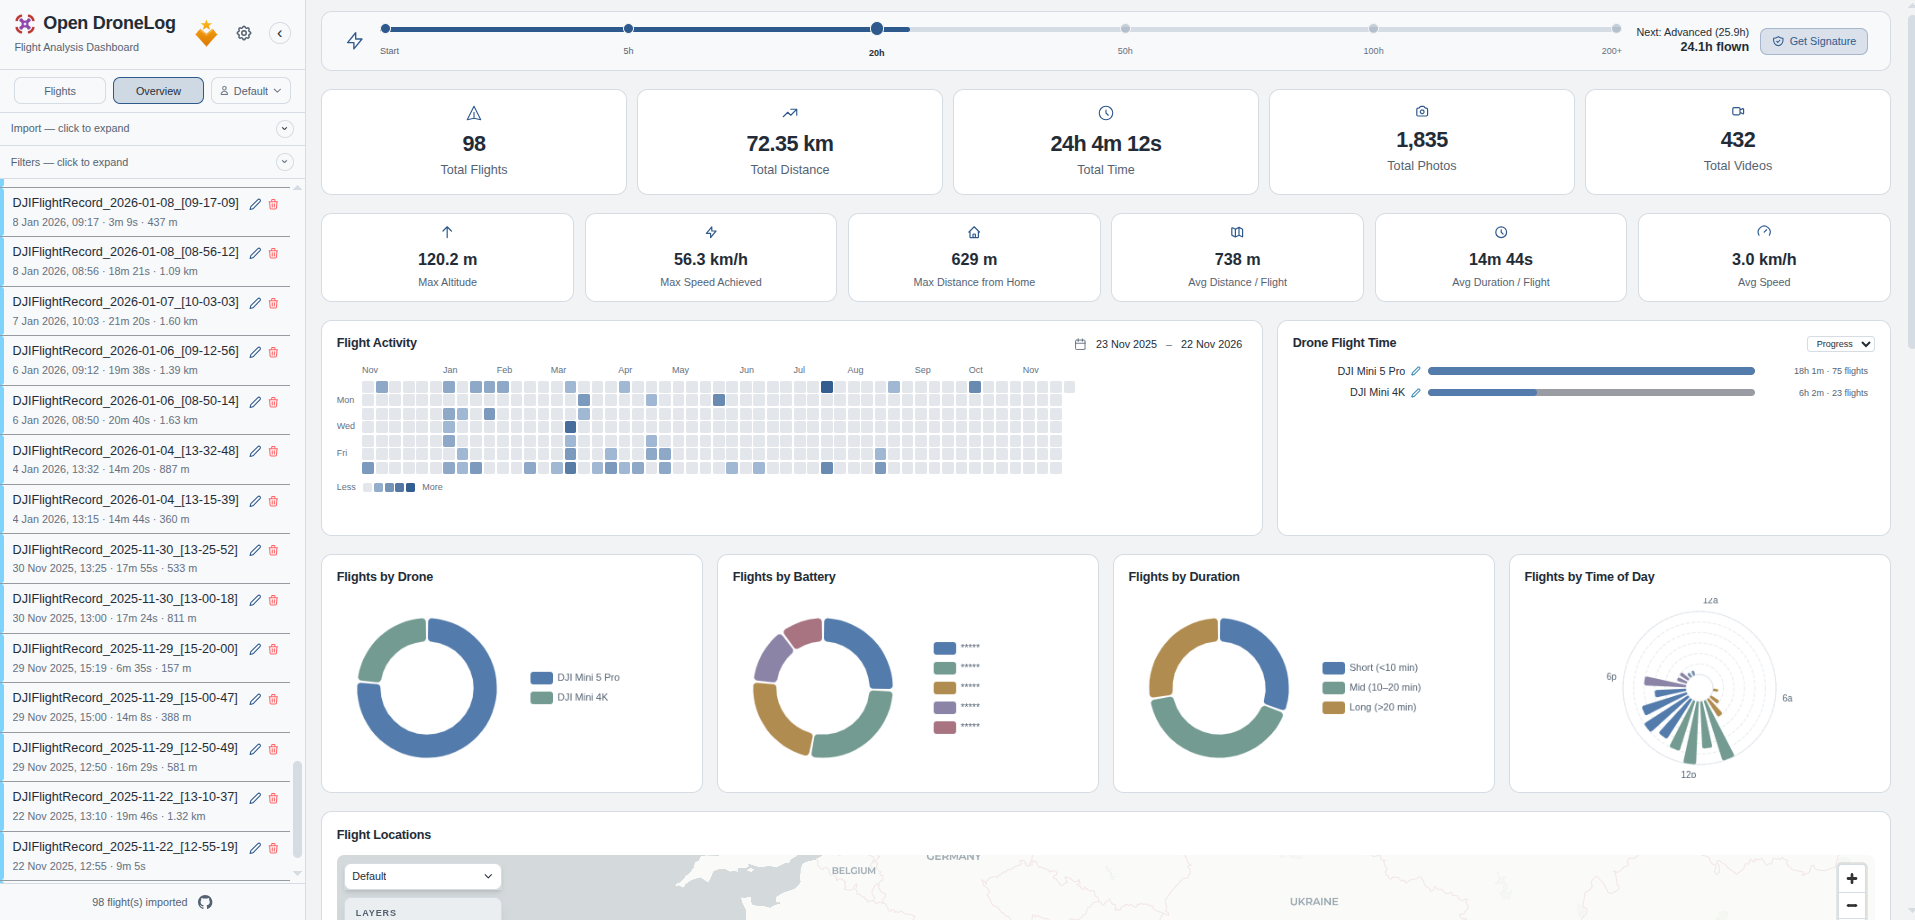 Open DroneLog
Flight Analysis Dashboard
Flights
Overview
Default
Import — click to expand
Filters — click to expand
DJIFlightRecord_2026-01-08_[09-17-09]
8 Jan 2026, 09:17 · 3m 9s · 437 m
DJIFlightRecord_2026-01-08_[08-56-12]
8 Jan 2026, 08:56 · 18m 21s · 1.09 km
DJIFlightRecord_2026-01-07_[10-03-03]
7 Jan 2026, 10:03 · 21m 20s · 1.60 km
DJIFlightRecord_2026-01-06_[09-12-56]
6 Jan 2026, 09:12 · 19m 38s · 1.39 km
DJIFlightRecord_2026-01-06_[08-50-14]
6 Jan 2026, 08:50 · 20m 40s · 1.63 km
DJIFlightRecord_2026-01-04_[13-32-48]
4 Jan 2026, 13:32 · 14m 20s · 887 m
DJIFlightRecord_2026-01-04_[13-15-39]
4 Jan 2026, 13:15 · 14m 44s · 360 m
DJIFlightRecord_2025-11-30_[13-25-52]
30 Nov 2025, 13:25 · 17m 55s · 533 m
DJIFlightRecord_2025-11-30_[13-00-18]
30 Nov 2025, 13:00 · 17m 24s · 811 m
DJIFlightRecord_2025-11-29_[15-20-00]
29 Nov 2025, 15:19 · 6m 35s · 157 m
DJIFlightRecord_2025-11-29_[15-00-47]
29 Nov 2025, 15:00 · 14m 8s · 388 m
DJIFlightRecord_2025-11-29_[12-50-49]
29 Nov 2025, 12:50 · 16m 29s · 581 m
DJIFlightRecord_2025-11-22_[13-10-37]
22 Nov 2025, 13:10 · 19m 46s · 1.32 km
DJIFlightRecord_2025-11-22_[12-55-19]
22 Nov 2025, 12:55 · 9m 5s
98 flight(s) imported
Start
5h
20h
50h
100h
200+
Next: Advanced (25.9h)
24.1h flown
Get Signature
98
Total Flights
72.35 km
Total Distance
24h 4m 12s
Total Time
1,835
Total Photos
432
Total Videos
120.2 m
Max Altitude
56.3 km/h
Max Speed Achieved
629 m
Max Distance from Home
738 m
Avg Distance / Flight
14m 44s
Avg Duration / Flight
3.0 km/h
Avg Speed
Flight Activity
23 Nov 2025 – 22 Nov 2026
Nov Jan Feb Mar Apr May Jun Jul Aug Sep Oct Nov
Mon
Wed
Fri
Less More
Drone Flight Time
Progress
DJI Mini 5 Pro 18h 1m · 75 flights
DJI Mini 4K 6h 2m · 23 flights
Flights by Drone
DJI Mini 5 Pro
DJI Mini 4K
Flights by Battery
*****
*****
*****
*****
*****
Flights by Duration
Short (<10 min)
Mid (10–20 min)
Long (>20 min)
Flights by Time of Day
12a
6p
6a
12p
Flight Locations
Default
LAYERS
BELGIUM
GERMANY
UKRAINE
+
−